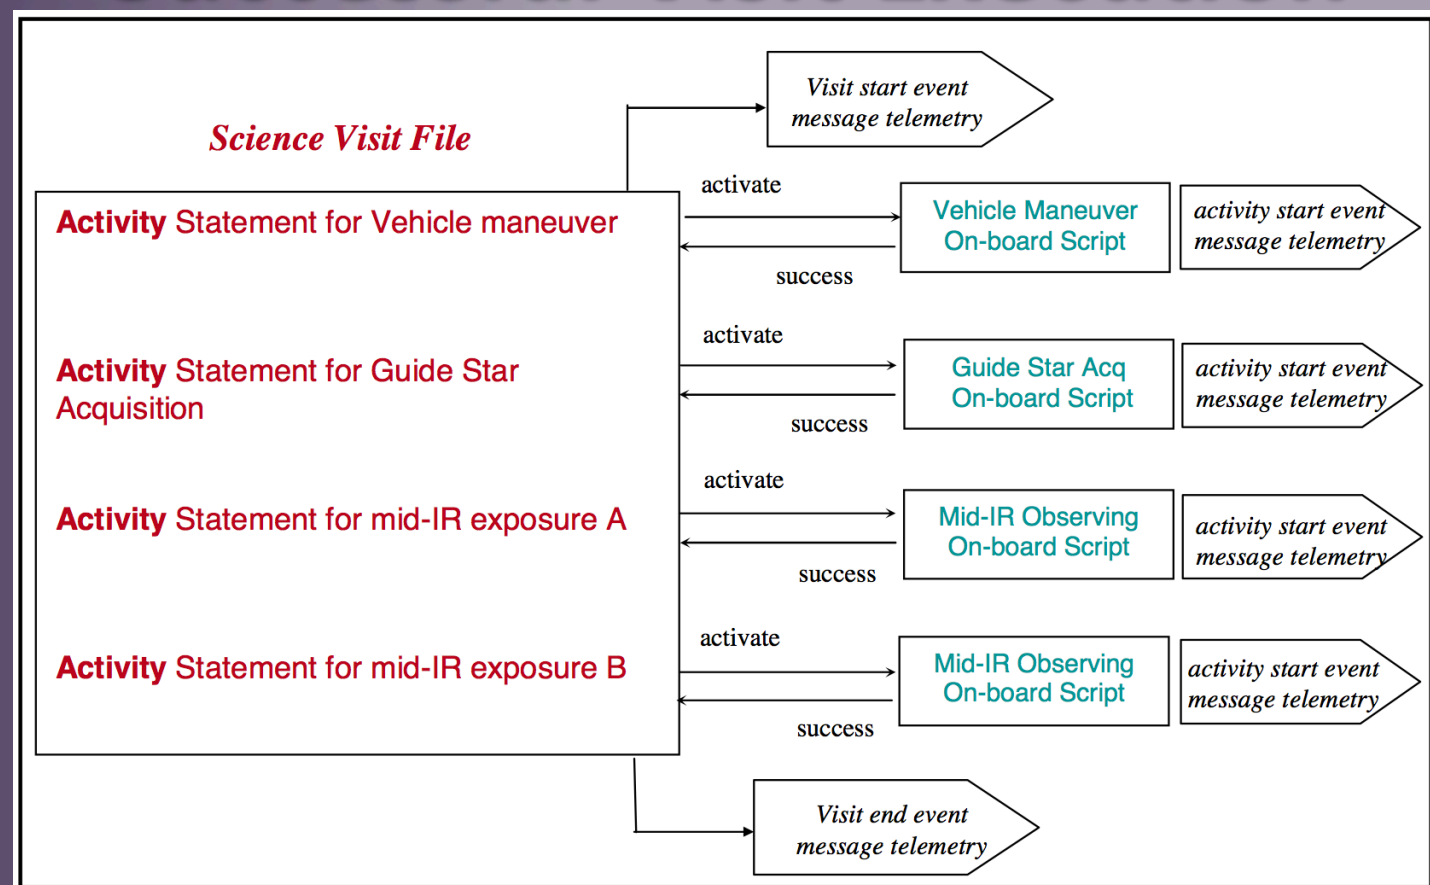 Visit start event
message telemetry
Science Visit File
activate
Activity Statement for Vehicle maneuver
Vehicle Maneuver
On-board Script
activity start event
message telemetry
success
activate
Activity Statement for Guide Star
Acquisition
Guide Star Acq
On-board Script
activity start event
message telemetry
success
activate
Activity Statement for mid-IR exposure A
Mid-IR Observing
On-board Script
activity start event
message telemetry
success
activate
Activity Statement for mid-IR exposure B
Mid-IR Observing
On-board Script
activity start event
message telemetry
success
Visit end event
message telemetry